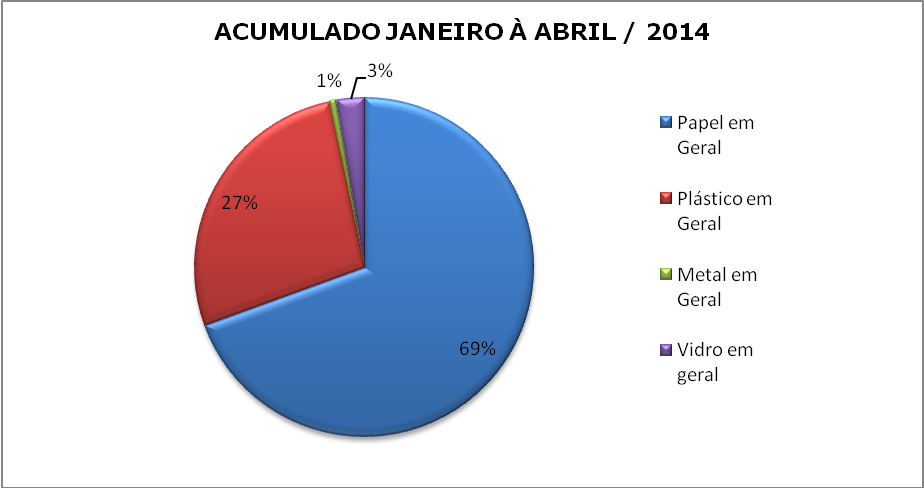 ACUMULADO JANEIRO À ABRIL / 2014
1%
3%
27%
69%
Papel em
Geral
Plástico em
Geral
Metal em
Geral
Vidro em
geral